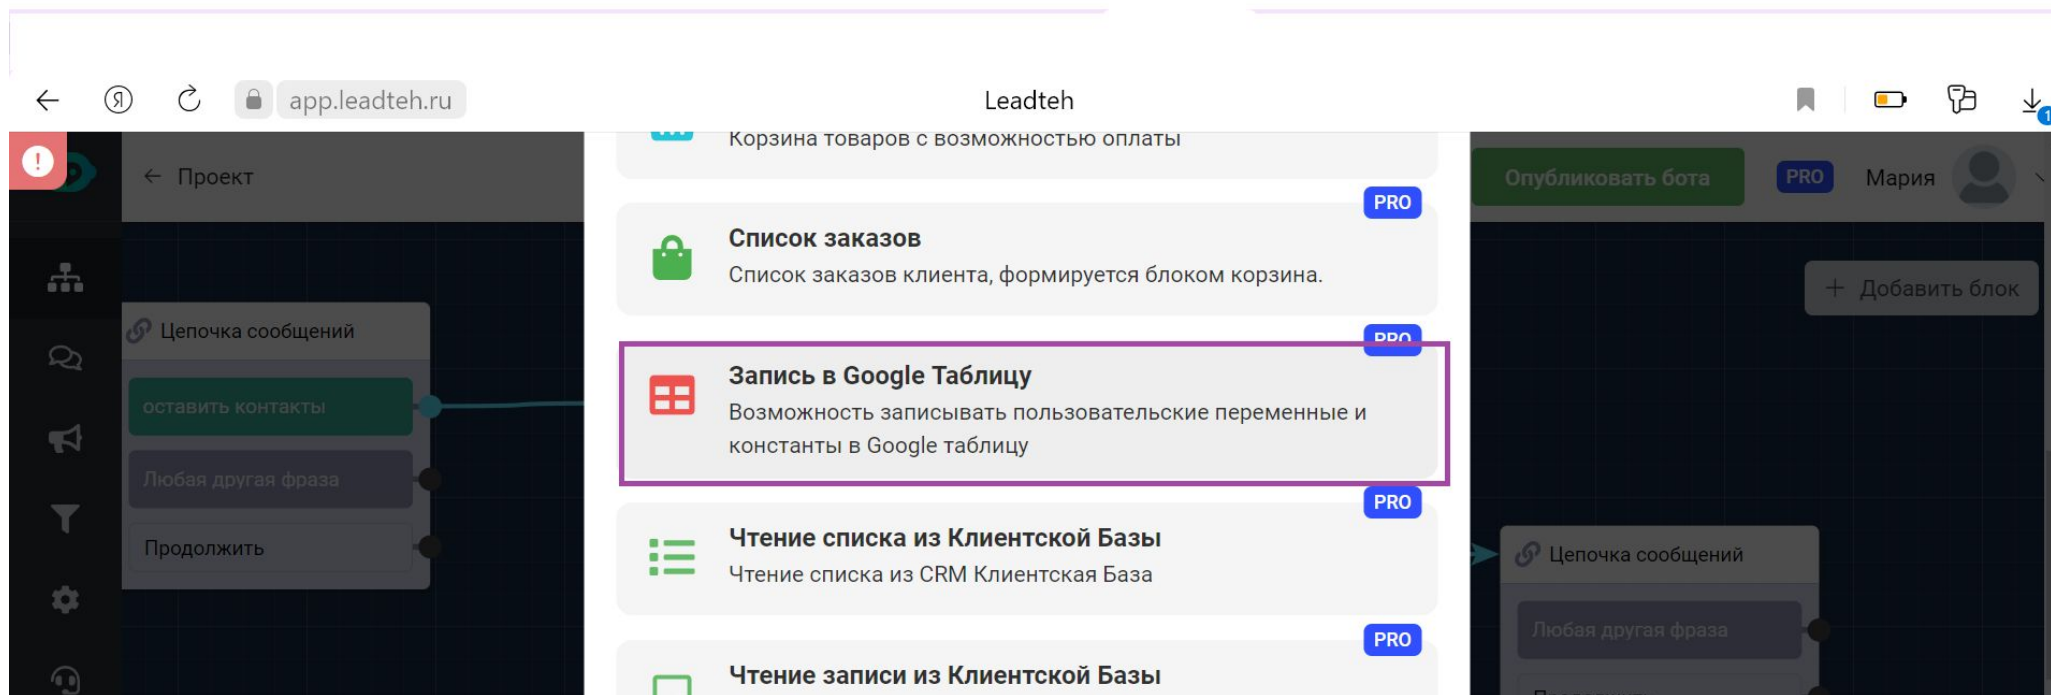 app.leadteh.ru
Leadteh
1
Корзина товаров с возможностью оплаты
← Проект
Опубликовать бота
PRO
Мария
PRO
Список заказов
Список заказов клиента, формируется блоком корзина.
+ Добавить блок
Цепочка сообщений
оставить контакты
Любая другая фраза
Продолжить
PRO
Запись в Google Таблицу
Возможность записывать пользовательские переменные и
константы в Google таблицу
PRO
Чтение списка из Клиентской Базы
Чтение списка из CRM Клиентская База
Цепочка сообщений
Любая другая фраза
PRO
Чтение записи из Клиентской Базы